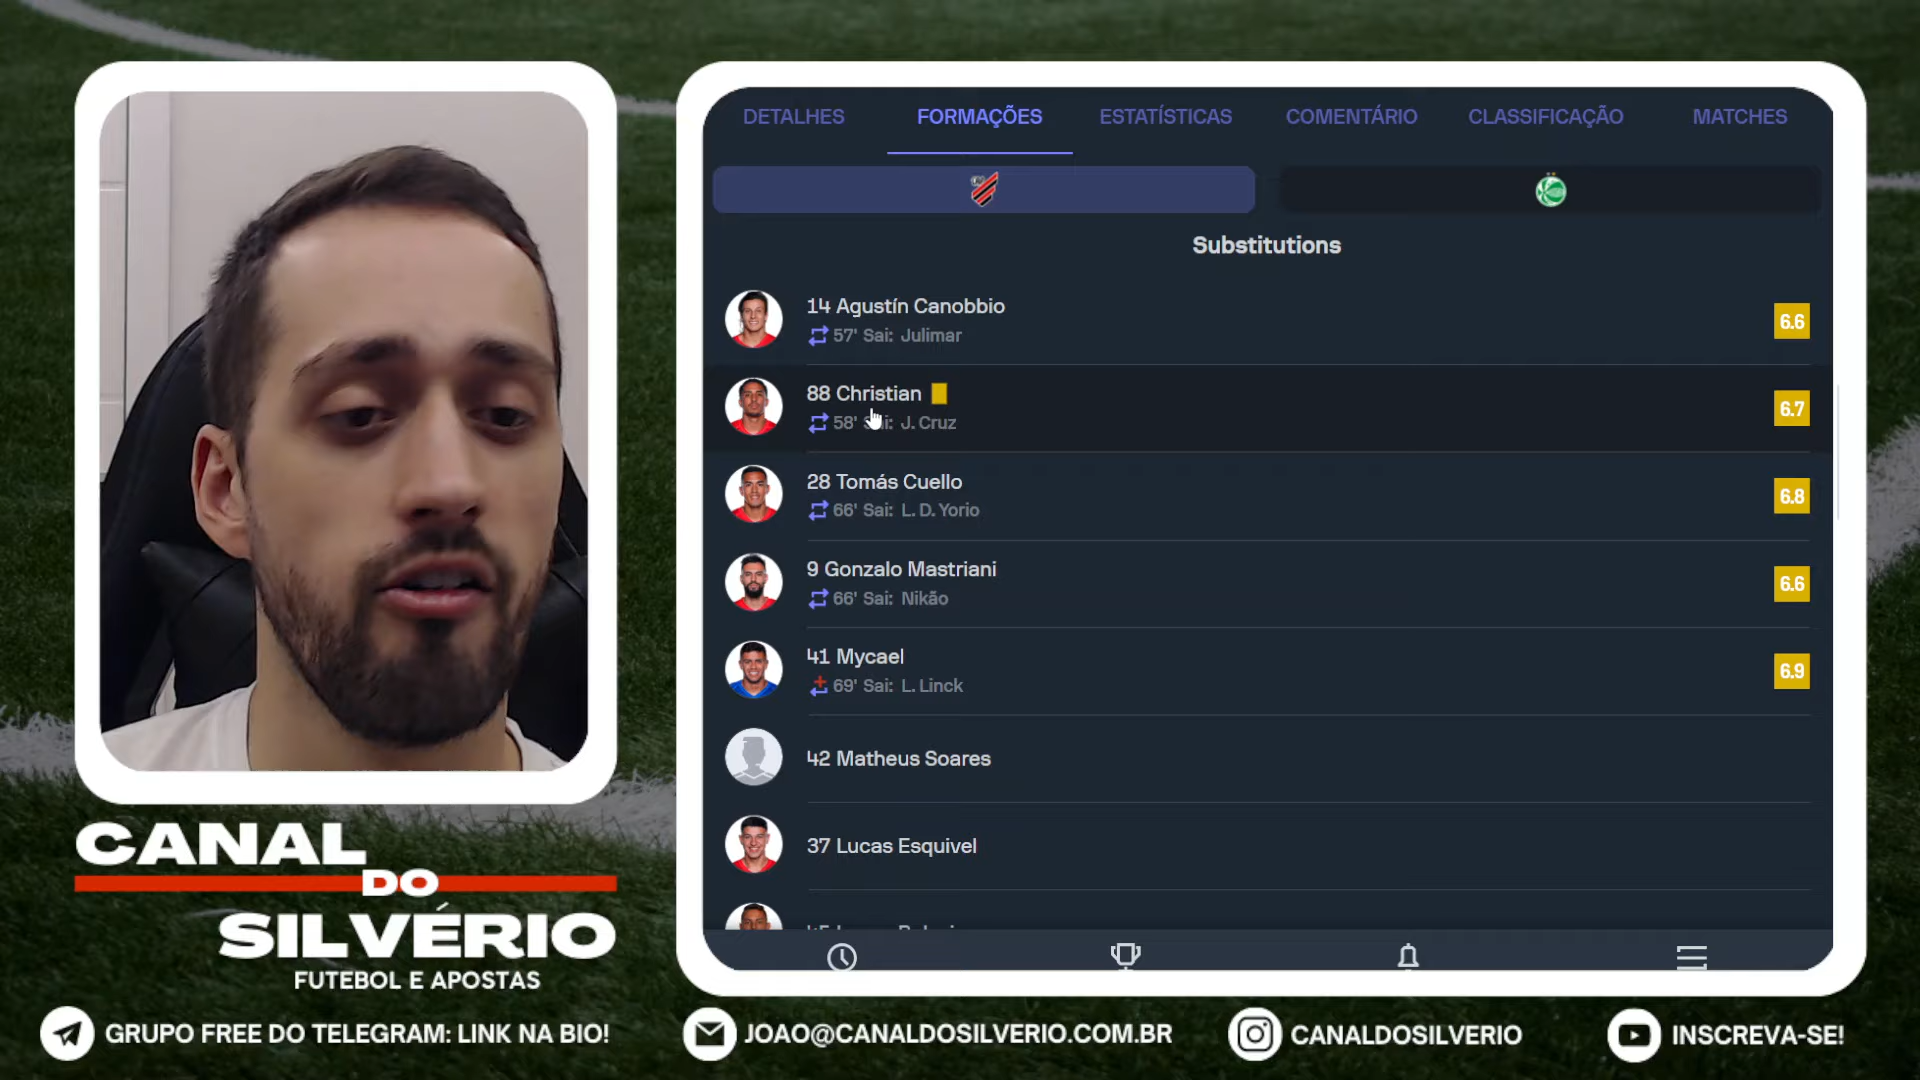 DETALHES
FORMAÇÕES
ESTATÍSTICAS
COMENTÁRIO
CLASSIFICAÇÃO
MATCHES
Substitutions
14 Agustín Canobbio
57' Sai: Julimar
6.6
88 Christian
58' Sai: J. Cruz
6.7
28 Tomás Cuello
66' Sai: L. D. Yorio
6.8
9 Gonzalo Mastriani
66' Sai: Nikão
6.6
41 Mycael
69' Sai: L. Linck
6.9
42 Matheus Soares
37 Lucas Esquivel
CANAL
DO
SILVÉRIO
FUTEBOL E APOSTAS
GRUPO FREE DO TELEGRAM: LINK NA BIO!
JOAO@CANALDOSILVERIO.COM.BR
CANALDOSILVERIO
INSCREVA-SE!